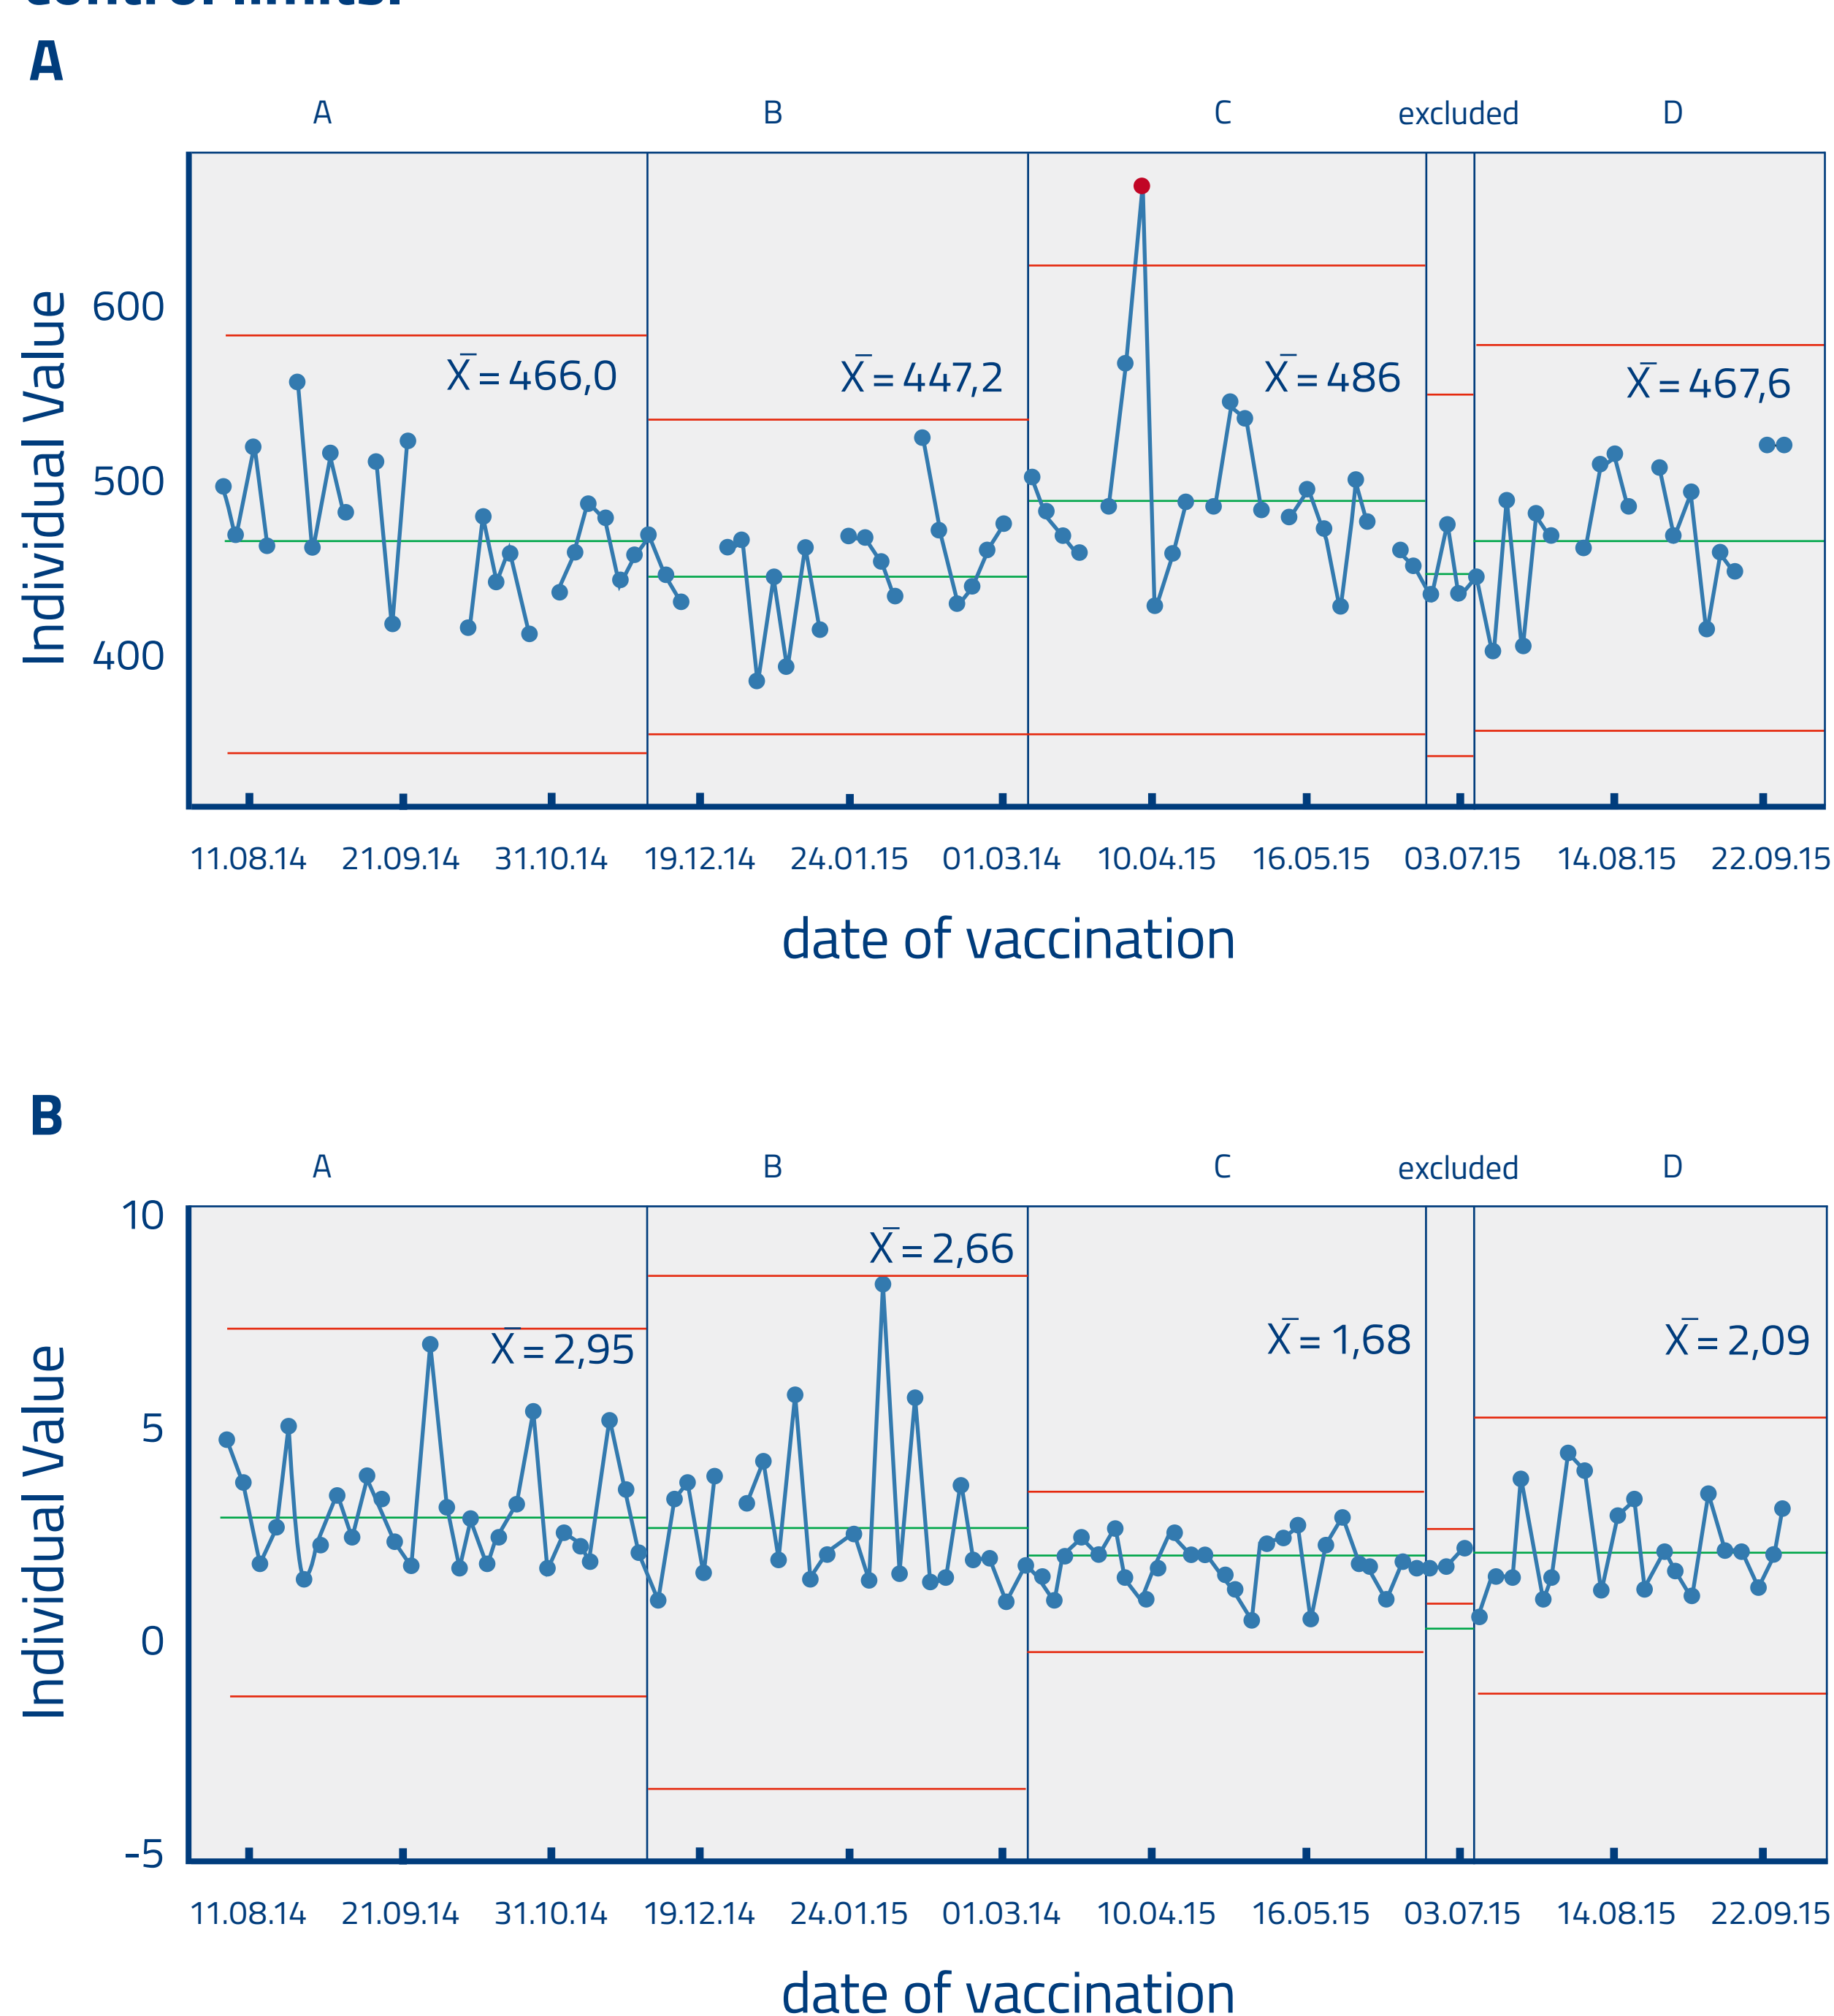 control limits.
A
A B C excluded D
Individual Value
600
500
400
X̄ = 466,0
X̄ = 447,2
X̄ = 486
X̄ = 467,6
11.08.14 21.09.14 31.10.14 19.12.14 24.01.15 01.03.14 10.04.15 16.05.15 03.07.15 14.08.15 22.09.15
date of vaccination
B
A B C excluded D
Individual Value
10
5
0
-5
X̄ = 2,95
X̄ = 2,66
X̄ = 1,68
X̄ = 2,09
11.08.14 21.09.14 31.10.14 19.12.14 24.01.15 01.03.14 10.04.15 16.05.15 03.07.15 14.08.15 22.09.15
date of vaccination